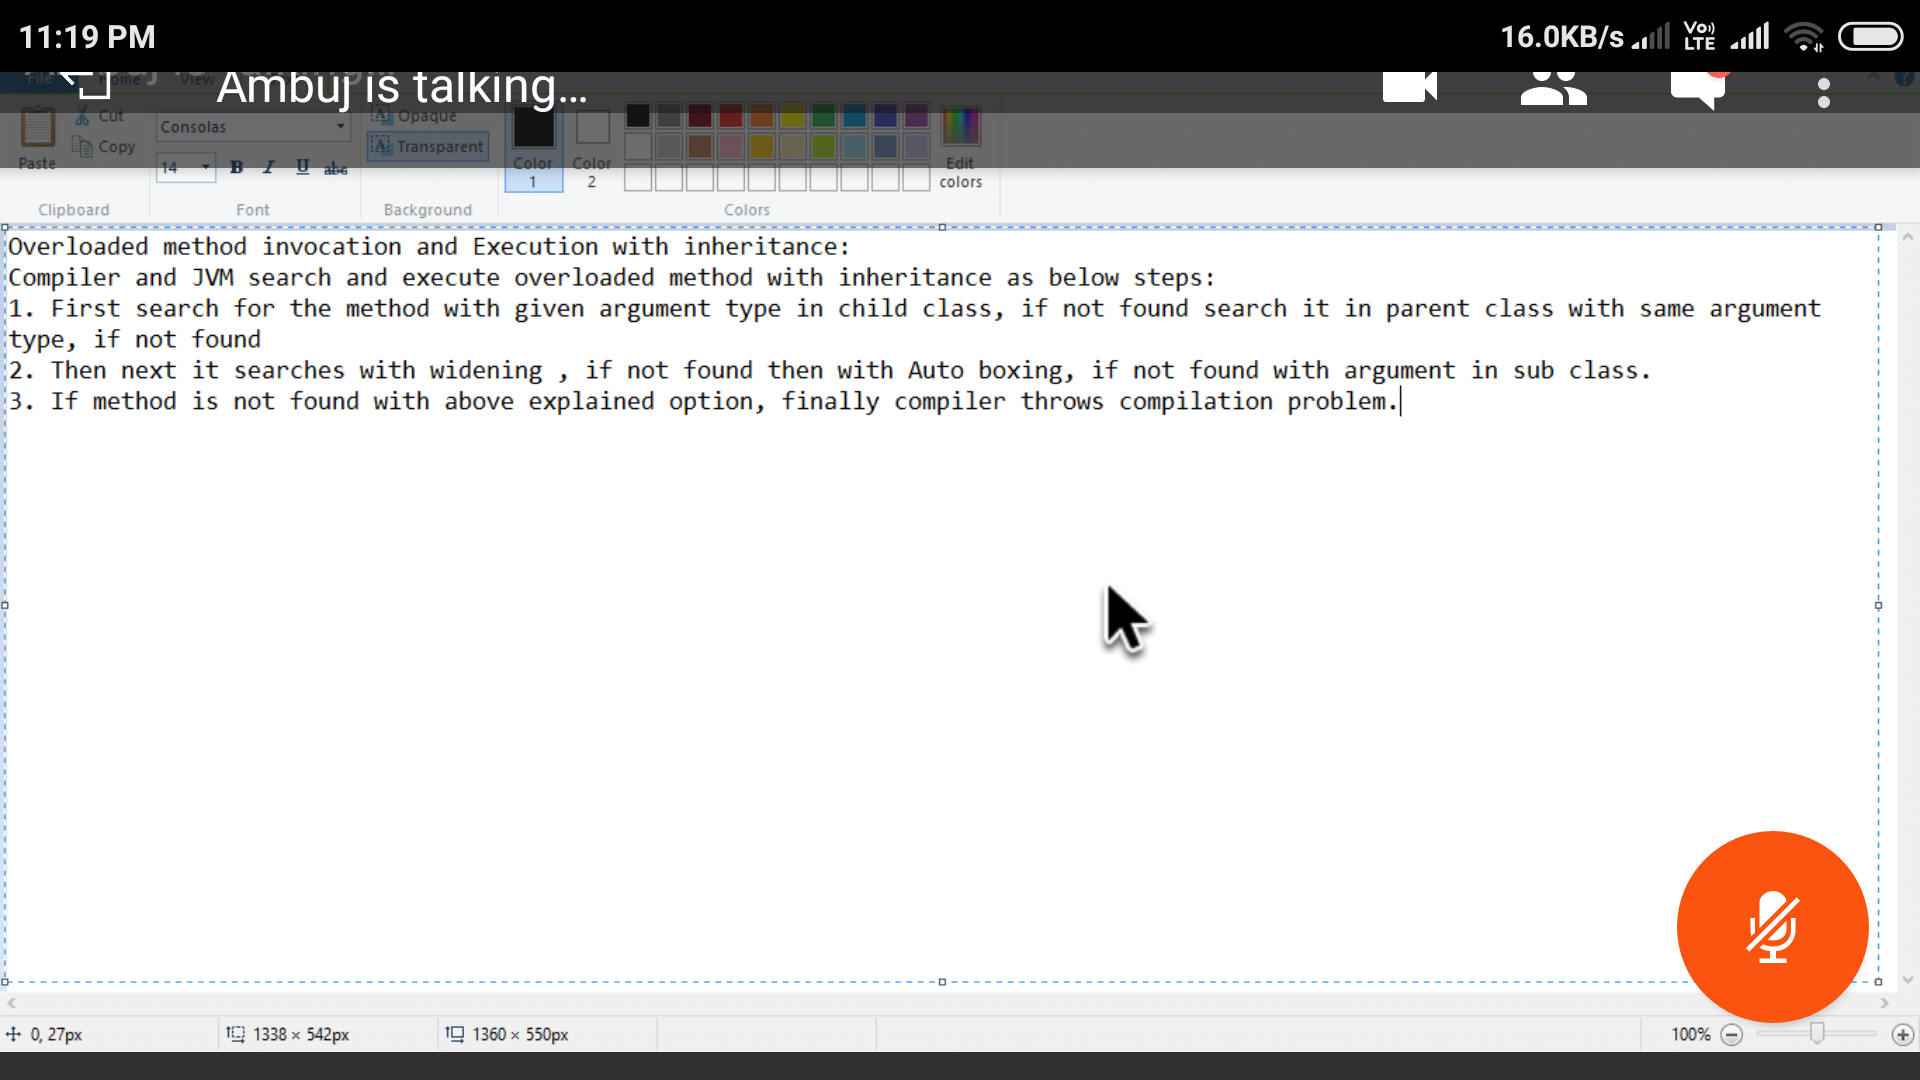 11:19 PM 16.0KB/s Vo) LTE
Ambuj is talking...
File Home View
Cut Consolas Opaque
Copy Transparent
Paste 14 B I U abc Color 1 Color 2 Edit colors
Clipboard Font Background Colors
Overloaded method invocation and Execution with inheritance:
Compiler and JVM search and execute overloaded method with inheritance as below steps:
1. First search for the method with given argument type in child class, if not found search it in parent class with same argument
type, if not found
2. Then next it searches with widening , if not found then with Auto boxing, if not found with argument in sub class.
3. If method is not found with above explained option, finally compiler throws compilation problem.
0, 27px 1338 × 542px 1360 × 550px 100%